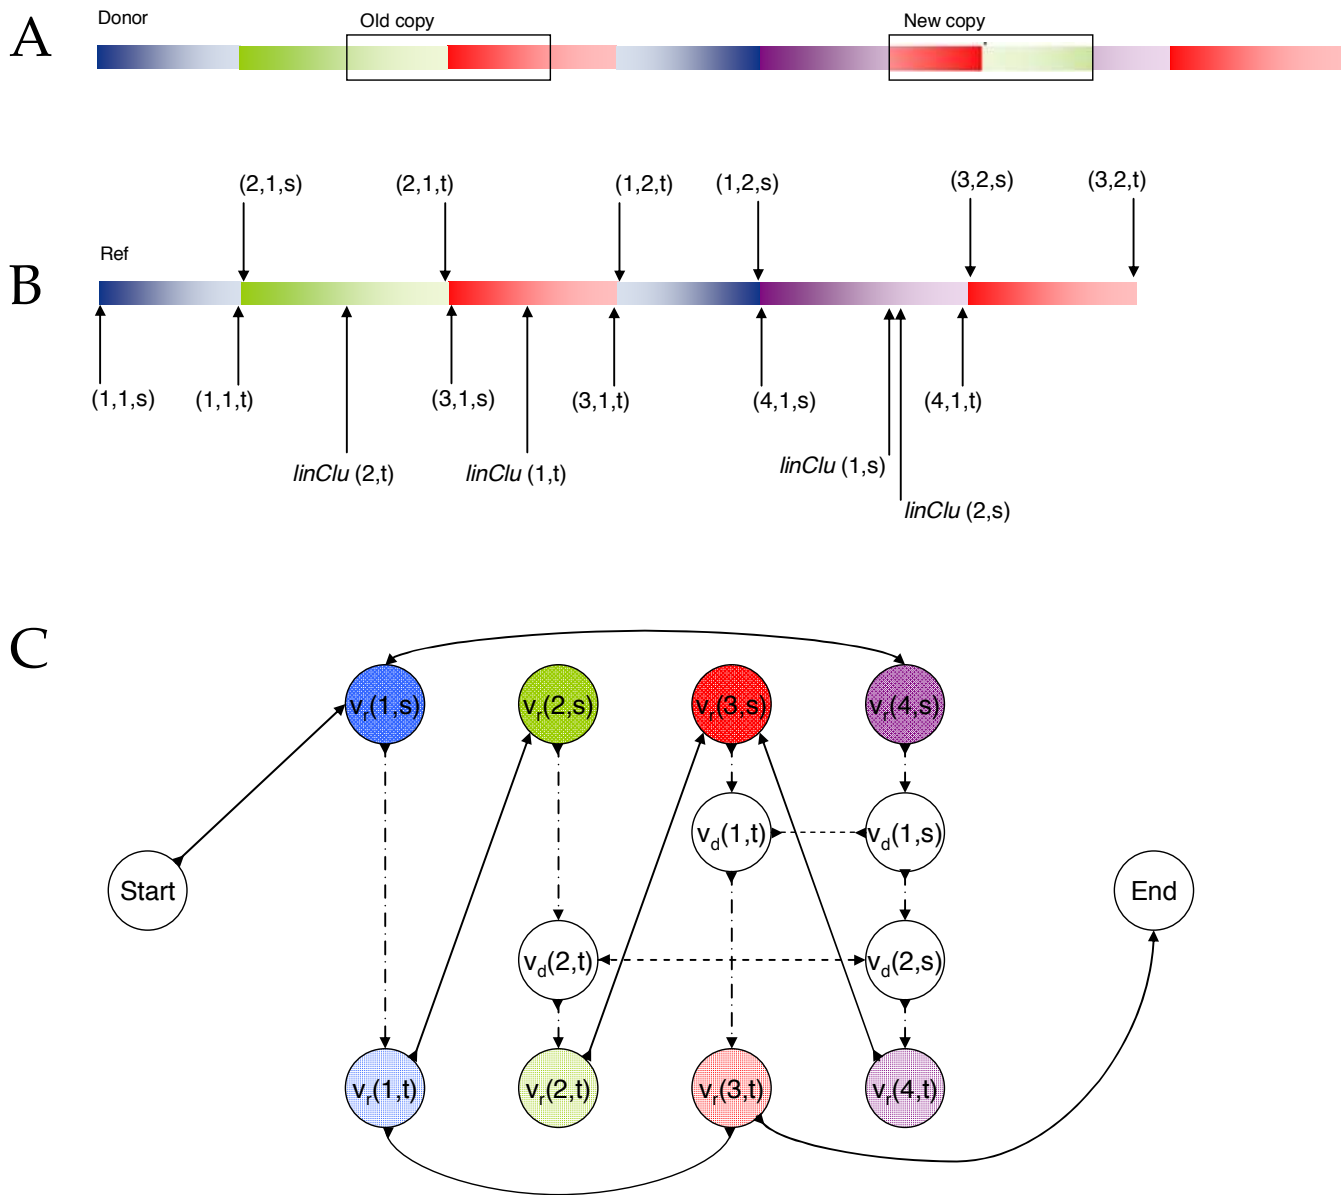 A
Donor
Old copy
New copy
(2,1,s)
(2,1,t)
(1,2,t)
(1,2,s)
(3,2,s)
(3,2,t)
B
Ref
(1,1,s)
(1,1,t)
(3,1,s)
(3,1,t)
(4,1,s)
(4,1,t)
linClu (2,t)
linClu (1,t)
linClu (1,s)
linClu (2,s)
C
vr(1,s)
vr(2,s)
vr(3,s)
vr(4,s)
vd(1,t)
vd(1,s)
Start
End
vd(2,t)
vd(2,s)
vr(1,t)
vr(2,t)
vr(3,t)
vr(4,t)